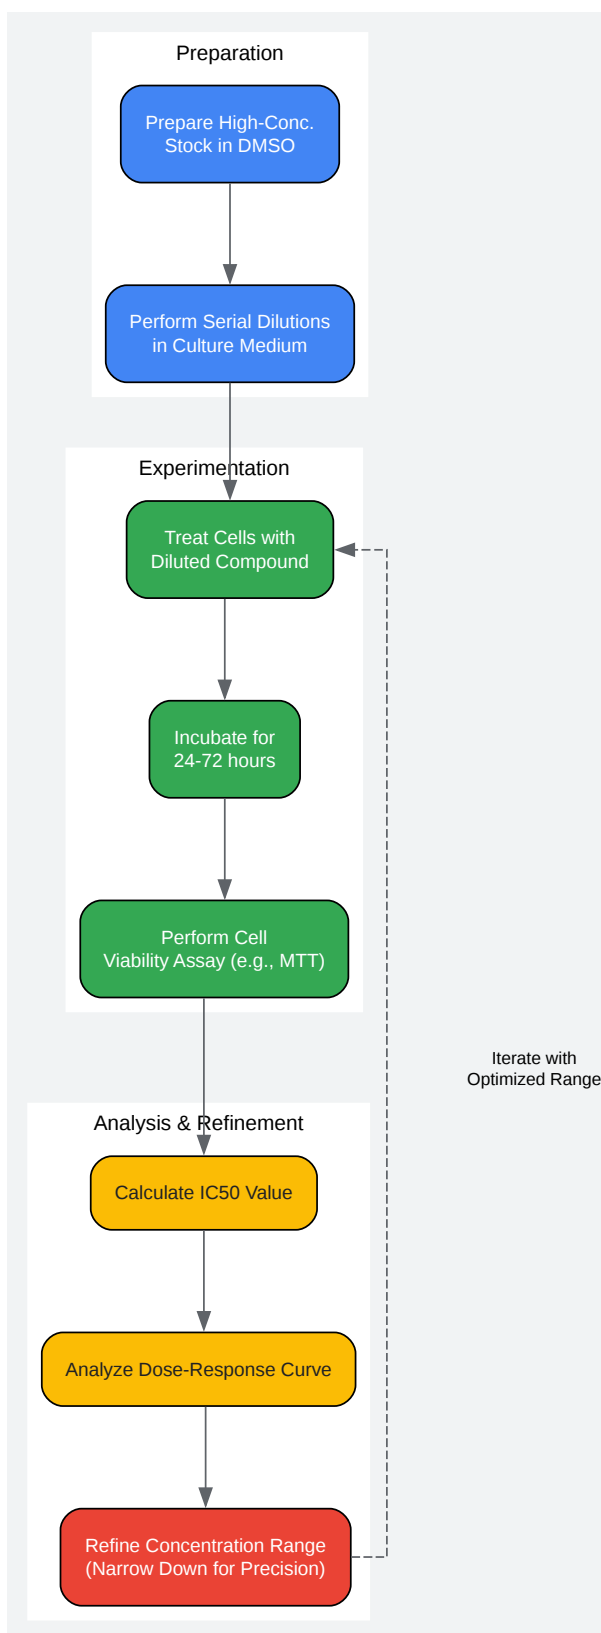 Preparation
Prepare High-Conc.
Stock in DMSO
Perform Serial Dilutions
in Culture Medium
Experimentation
Treat Cells with
Diluted Compound
Incubate for
24-72 hours
Perform Cell
Viability Assay (e.g., MTT)
Iterate with
Optimized Range
Analysis & Refinement
Calculate IC50 Value
Analyze Dose-Response Curve
Refine Concentration Range
(Narrow Down for Precision)